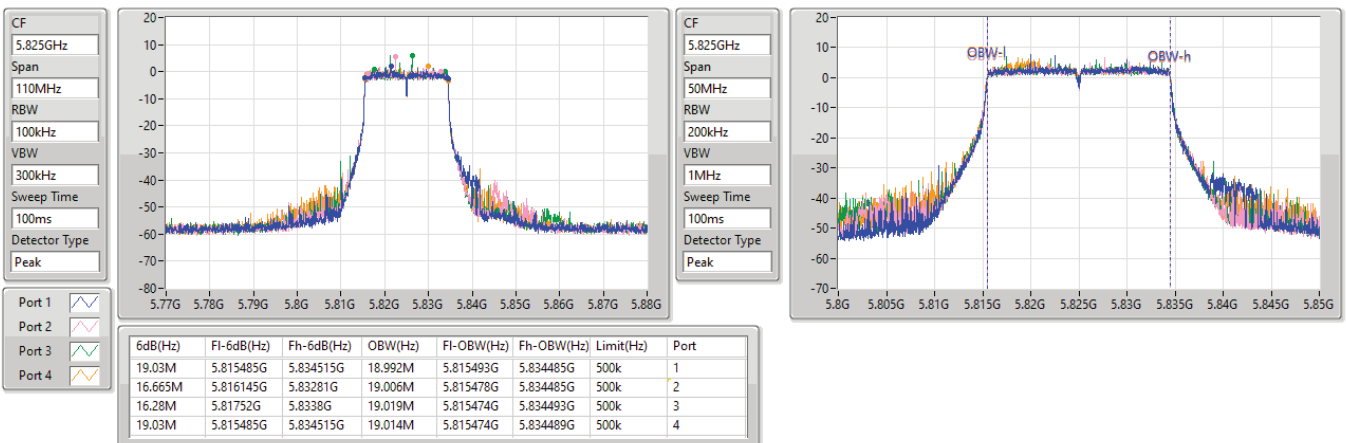 CF
5.825GHz
Span
110MHz
RBW
100kHz
VBW
300kHz
Sweep Time
100ms
Detector Type
Peak
Port 1
Port 2
Port 3
Port 4
20
10
0
-10
-20
-30
-40
-50
-60
-70
-80
5.77G 5.78G 5.79G 5.8G 5.81G 5.82G 5.83G 5.84G 5.85G 5.86G 5.87G 5.88G
CF
5.825GHz
Span
50MHz
RBW
200kHz
VBW
1MHz
Sweep Time
100ms
Detector Type
Peak
20
10
0
-10
-20
-30
-40
-50
-60
-70
OBW-l OBW-h
5.8G 5.805G 5.81G 5.815G 5.82G 5.825G 5.83G 5.835G 5.84G 5.845G 5.85G
6dB(Hz) Fl-6dB(Hz) Fh-6dB(Hz) OBW(Hz) Fl-OBW(Hz) Fh-OBW(Hz) Limit(Hz) Port
19.03M 5.815485G 5.834515G 18.992M 5.815493G 5.834485G 500k 1
16.665M 5.816145G 5.83281G 19.006M 5.815478G 5.834485G 500k 2
16.28M 5.81752G 5.8338G 19.019M 5.815474G 5.834493G 500k 3
19.03M 5.815485G 5.834515G 19.014M 5.815474G 5.834489G 500k 4